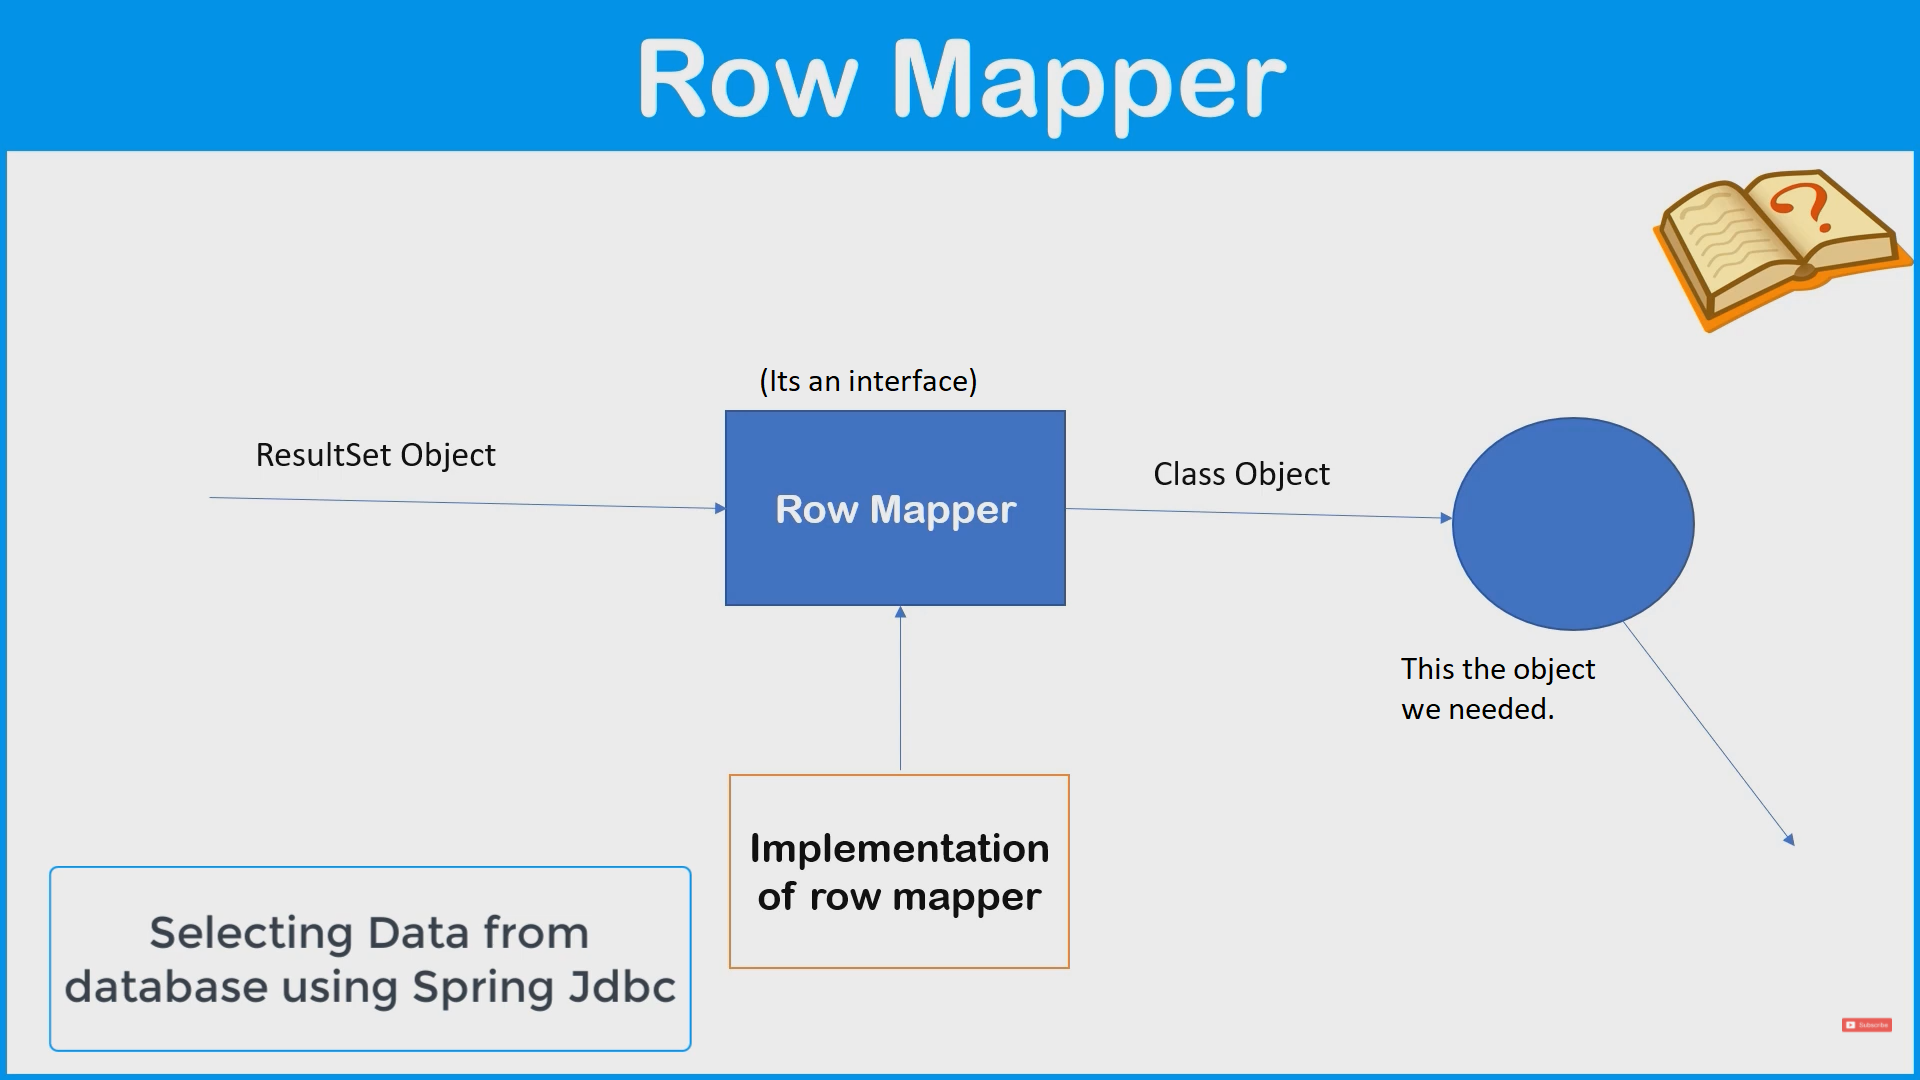 Row Mapper
?
(Its an interface)
ResultSet Object
Row Mapper
Class Object
This the object
we needed.
Implementation
of row mapper
Selecting Data from
database using Spring Jdbc
Subscribe